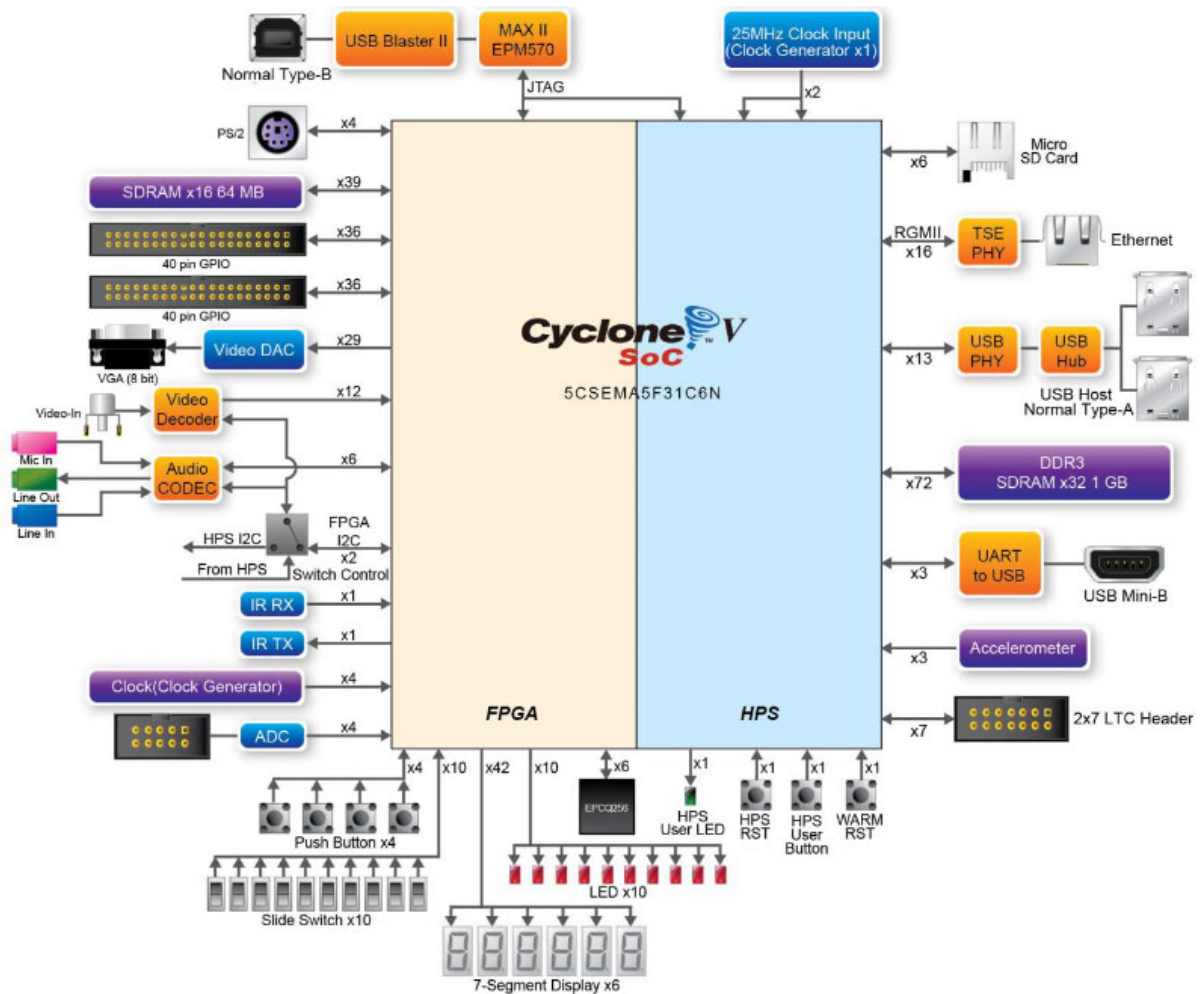 Normal Type-B
USB Blaster II
MAX II
EPM570
25MHz Clock Input
(Clock Generator x1)
JTAG
x2
PS/2
x4
x6
Micro
SD Card
SDRAM x16 64 MB
x39
40 pin GPIO
x36
RGMII
x16
TSE
PHY
Ethernet
40 pin GPIO
x36
Cyclone V
SoC
™
5CSEMA5F31C6N
VGA (8 bit)
Video DAC
x29
x13
USB
PHY
USB
Hub
USB Host
Normal Type-A
Video-In
Video
Decoder
x12
Mic In
Line Out
Line In
Audio
CODEC
x6
x72
DDR3
SDRAM x32 1 GB
HPS I2C
From HPS
FPGA
I2C
x2
Switch Control
x3
UART
to USB
USB Mini-B
IR RX
x1
IR TX
x1
x3
Accelerometer
Clock(Clock Generator)
x4
ADC
x4
FPGA
HPS
x7
2x7 LTC Header
x4
x10
x42
x10
x6
x1
x1
x1
x1
Push Button x4
EPCQ256
HPS
User LED
HPS
RST
HPS
User
Button
WARM
RST
Slide Switch x10
LED x10
7-Segment Display x6